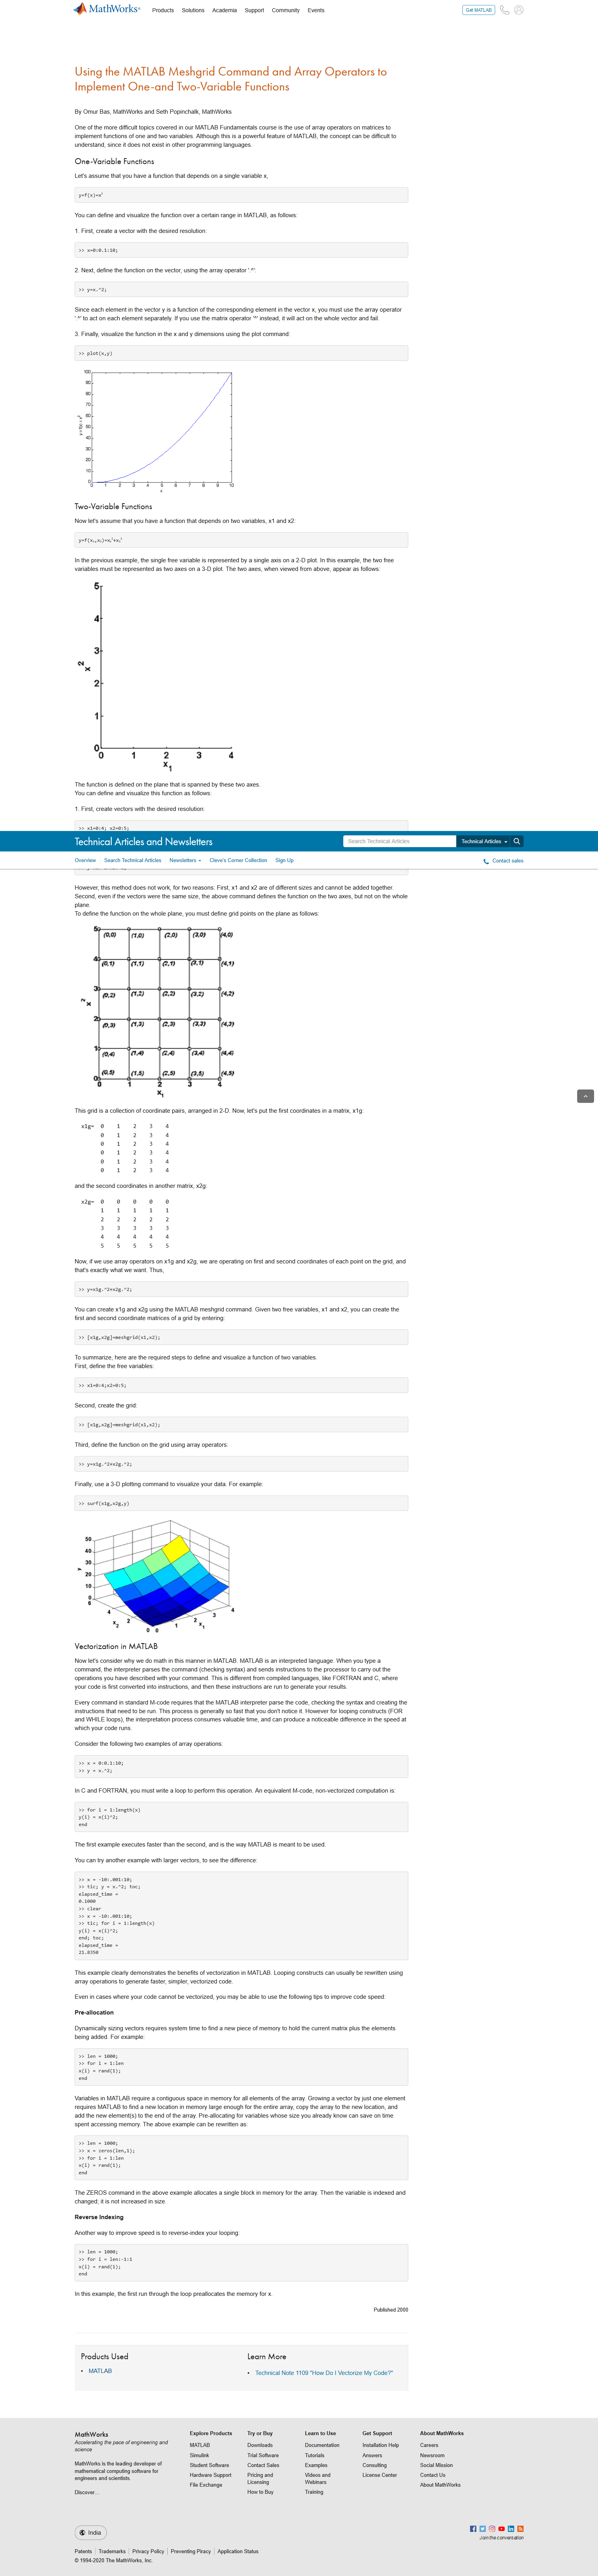 MathWorks®
Products Solutions Academia Support Community Events
Get MATLAB
Using the MATLAB Meshgrid Command and Array Operators to
Implement One-and Two-Variable Functions
By Omur Bas, MathWorks and Seth Popinchalk, MathWorks
One of the more difficult topics covered in our MATLAB Fundamentals course is the use of array operators on matrices to
implement functions of one and two variables. Although this is a powerful feature of MATLAB, the concept can be difficult to
understand, since it does not exist in other programming languages.
One-Variable Functions
Let's assume that you have a function that depends on a single variable x,
y=f(x)=x²
You can define and visualize the function over a certain range in MATLAB, as follows:
1. First, create a vector with the desired resolution:
>> x=0:0.1:10;
2. Next, define the function on the vector, using the array operator '.^':
>> y=x.^2;
Since each element in the vector y is a function of the corresponding element in the vector x, you must use the array operator
'.^' to act on each element separately. If you use the matrix operator '^' instead, it will act on the whole vector and fail.
3. Finally, visualize the function in the x and y dimensions using the plot command:
>> plot(x,y)
100
90
80
70
60
50
40
30
20
10
0
y = f(x) = x²
0 1 2 3 4 5 6 7 8 9 10
x
Two-Variable Functions
Now let's assume that you have a function that depends on two variables, x1 and x2:
y=f(x₁,x₂)=x₁²+x₂²
In the previous example, the single free variable is represented by a single axis on a 2-D plot. In this example, the two free
variables must be represented as two axes on a 3-D plot. The two axes, when viewed from above, appear as follows:
5
4
3
2
1
0
x2
0 1 2 3 4
x1
The function is defined on the plane that is spanned by these two axes.
You can define and visualize this function as follows:
1. First, create vectors with the desired resolution:
>> x1=0:4; x2=0:5;
Technical Articles and Newsletters
Search Technical Articles
Technical Articles
Overview Search Technical Articles Newsletters Cleve's Corner Collection Sign Up
Contact sales
However, this method does not work, for two reasons: First, x1 and x2 are of different sizes and cannot be added together.
Second, even if the vectors were the same size, the above command defines the function on the two axes, but not on the whole
plane.
To define the function on the whole plane, you must define grid points on the plane as follows:
5 (0,0) (1,0) (2,0) (3,0) (4,0)
4 (0,1) (1,1) (2,1) (3,1) (4,1)
3 (0,2) (1,2) (2,2) (3,2) (4,2)
x2
2 (0,3) (1,3) (2,3) (3,3) (4,3)
1 (0,4) (1,4) (2,4) (3,4) (4,4)
0 (0,5) (1,5) (2,5) (3,5) (4,5)
0 1 2 3 4
x1
This grid is a collection of coordinate pairs, arranged in 2-D. Now, let's put the first coordinates in a matrix, x1g:
x1g= 0 1 2 3 4
0 1 2 3 4
0 1 2 3 4
0 1 2 3 4
0 1 2 3 4
0 1 2 3 4
and the second coordinates in another matrix, x2g:
x2g= 0 0 0 0 0
1 1 1 1 1
2 2 2 2 2
3 3 3 3 3
4 4 4 4 4
5 5 5 5 5
Now, if we use array operators on x1g and x2g, we are operating on first and second coordinates of each point on the grid, and
that's exactly what we want. Thus,
>> y=x1g.^2+x2g.^2;
You can create x1g and x2g using the MATLAB meshgrid command. Given two free variables, x1 and x2, you can create the
first and second coordinate matrices of a grid by entering:
>> [x1g,x2g]=meshgrid(x1,x2);
To summarize, here are the required steps to define and visualize a function of two variables.
First, define the free variables:
>> x1=0:4;x2=0:5;
Second, create the grid:
>> [x1g,x2g]=meshgrid(x1,x2);
Third, define the function on the grid using array operators:
>> y=x1g.^2+x2g.^2;
Finally, use a 3-D plotting command to visualize your data. For example:
>> surf(x1g,x2g,y)
50
40
30
20
10
0
y
6
4
2
0
x2
0
1
2
3
4
x1
Vectorization in MATLAB
Now let's consider why we do math in this manner in MATLAB. MATLAB is an interpreted language. When you type a
command, the interpreter parses the command (checking syntax) and sends instructions to the processor to carry out the
operations you have described with your command. This is different from compiled languages, like FORTRAN and C, where
your code is first converted into instructions, and then these instructions are run to generate your results.
Every command in standard M-code requires that the MATLAB interpreter parse the code, checking the syntax and creating the
instructions that need to be run. This process is generally so fast that you don't notice it. However for looping constructs (FOR
and WHILE loops), the interpretation process consumes valuable time, and can produce a noticeable difference in the speed at
which your code runs.
Consider the following two examples of array operations:
>> x = 0:0.1:10;
>> y = x.^2;
In C and FORTRAN, you must write a loop to perform this operation. An equivalent M-code, non-vectorized computation is:
>> for i = 1:length(x)
y(i) = x(i)^2;
end
The first example executes faster than the second, and is the way MATLAB is meant to be used.
You can try another example with larger vectors, to see the difference:
>> x = -10:.001:10;
>> tic; y = x.^2; toc;
elapsed_time =
0.1000
>> clear
>> x = -10:.001:10;
>> tic; for i = 1:length(x)
y(i) = x(i)^2;
end; toc;
elapsed_time =
21.8350
This example clearly demonstrates the benefits of vectorization in MATLAB. Looping constructs can usually be rewritten using
array operations to generate faster, simpler, vectorized code.
Even in cases where your code cannot be vectorized, you may be able to use the following tips to improve code speed:
Pre-allocation
Dynamically sizing vectors requires system time to find a new piece of memory to hold the current matrix plus the elements
being added. For example:
>> len = 1000;
>> for i = 1:len
x(i) = rand(1);
end
Variables in MATLAB require a contiguous space in memory for all elements of the array. Growing a vector by just one element
requires MATLAB to find a new location in memory large enough for the entire array, copy the array to the new location, and
add the new element(s) to the end of the array. Pre-allocating for variables whose size you already know can save on time
spent accessing memory. The above example can be rewritten as:
>> len = 1000;
>> x = zeros(len,1);
>> for i = 1:len
x(i) = rand(1);
end
The ZEROS command in the above example allocates a single block in memory for the array. Then the variable is indexed and
changed; it is not increased in size.
Reverse Indexing
Another way to improve speed is to reverse-index your looping:
>> len = 1000;
>> for i = len:-1:1
x(i) = rand(1);
end
In this example, the first run through the loop preallocates the memory for x.
Published 2000
Products Used
• MATLAB
Learn More
• Technical Note 1109 "How Do I Vectorize My Code?"
MathWorks
Accelerating the pace of engineering and
science
MathWorks is the leading developer of
mathematical computing software for
engineers and scientists.
Discover...
Explore Products
MATLAB
Simulink
Student Software
Hardware Support
File Exchange
Try or Buy
Downloads
Trial Software
Contact Sales
Pricing and
Licensing
How to Buy
Learn to Use
Documentation
Tutorials
Examples
Videos and
Webinars
Training
Get Support
Installation Help
Answers
Consulting
License Center
About MathWorks
Careers
Newsroom
Social Mission
Contact Us
About MathWorks
India
Join the conversation
Patents Trademarks Privacy Policy Preventing Piracy Application Status
© 1994-2020 The MathWorks, Inc.